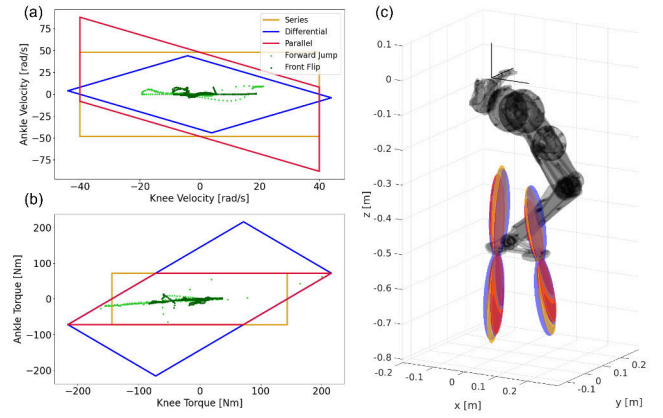 (a)
Series
Differential
Parallel
Forward Jump
Front Flip
Ankle Velocity [rad/s]
75
50
25
0
−25
−50
−75
−40
−20
0
20
40
Knee Velocity [rad/s]
(b)
Ankle Torque [Nm]
200
100
0
−100
−200
−200
−100
0
100
200
Knee Torque [Nm]
(c)
z [m]
0.1
0
-0.1
-0.2
-0.3
-0.4
-0.5
-0.6
-0.7
-0.8
-0.2
-0.1
0
0.1
0.2
x [m]
-0.2
-0.1
0
0.1
0.2
y [m]